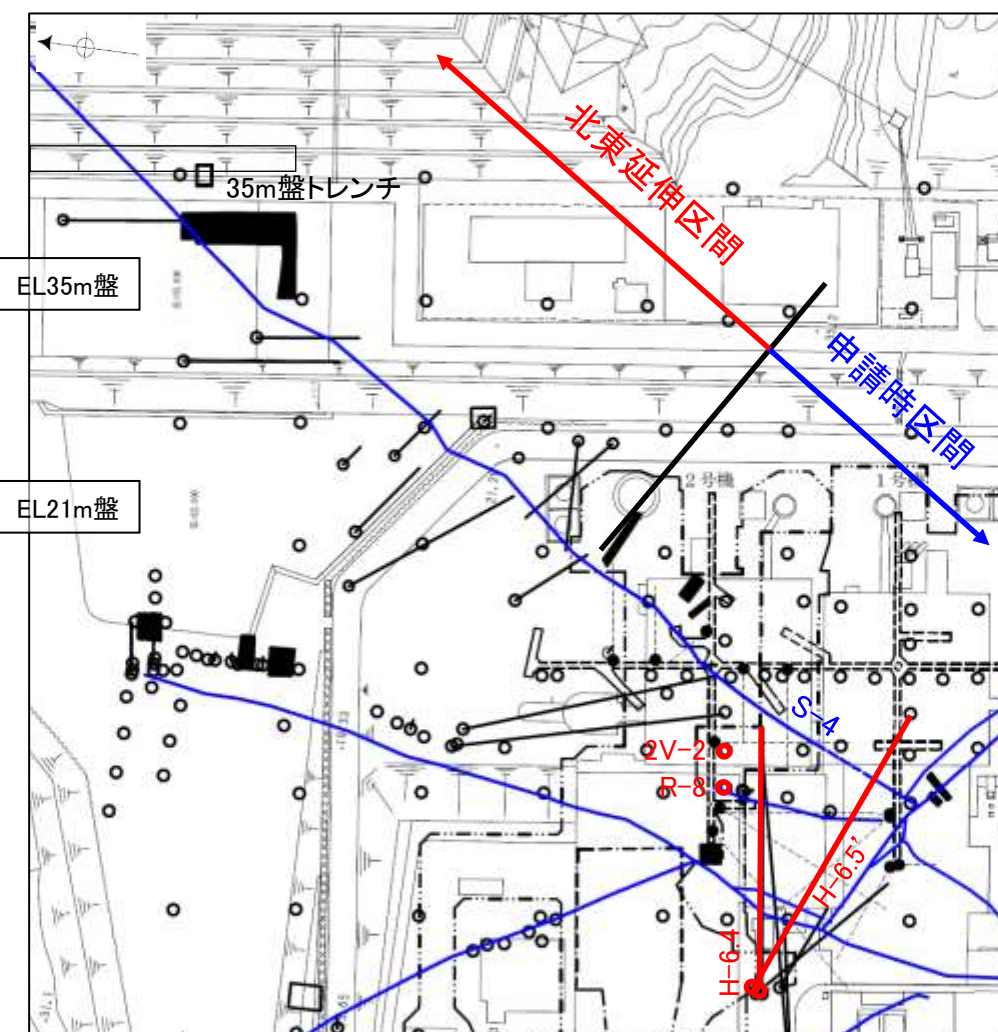 35m盤トレンチ
北東延伸区間
EL35m盤
申請時区間
EL21m盤
2号機
1号機
S-4
2V-2
R-8
H-6.5'
H-6.4